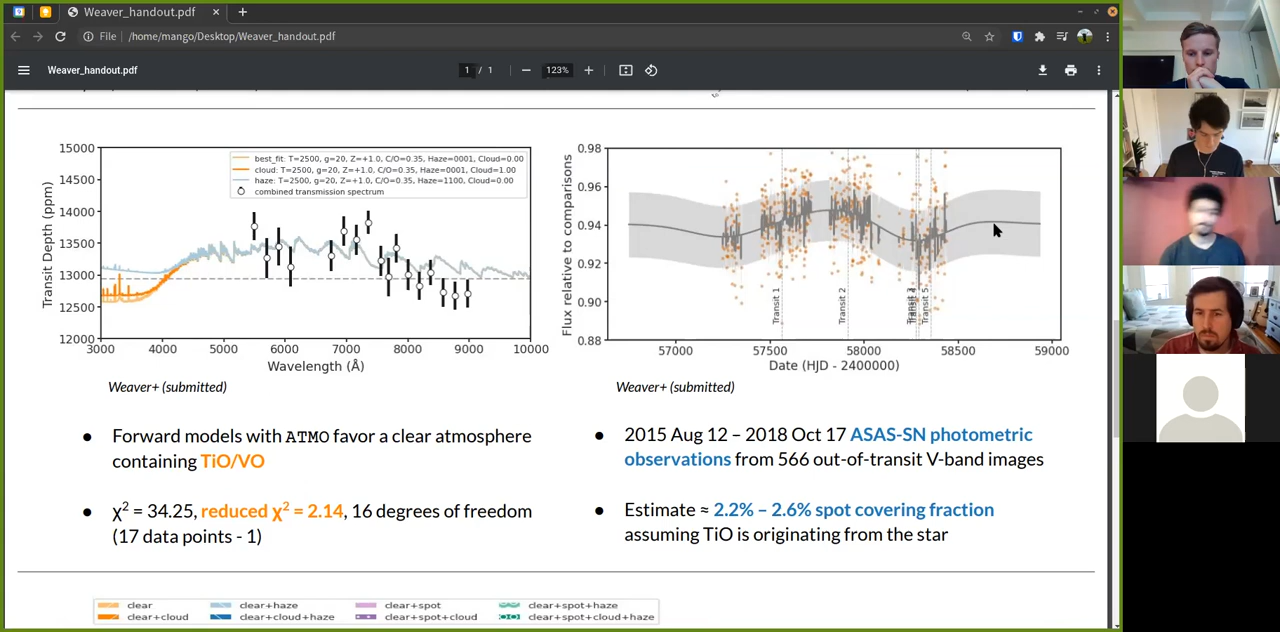 Weaver_handout.pdf
File
/home/mango/Desktop/Weaver_handout.pdf
Weaver_handout.pdf
1 / 1
123%
15000
14500
14000
13500
13000
12500
12000
3000
4000
5000
6000
7000
8000
9000
10000
Transit Depth (ppm)
Wavelength (Å)
best_fit: T=2500, g=20, Z=+1.0, C/O=0.35, Haze=0001, Cloud=0.00
cloud: T=2500, g=20, Z=+1.0, C/O=0.35, Haze=0001, Cloud=1.00
haze: T=2500, g=20, Z=+1.0, C/O=0.35, Haze=1100, Cloud=0.00
combined transmission spectrum
Weaver+ (submitted)
0.98
0.96
0.94
0.92
0.90
0.88
57000
57500
58000
58500
59000
Flux relative to comparisons
Date (HJD - 2400000)
Transit 1
Transit 2
Transit 3
Transit 5
Weaver+ (submitted)
● Forward models with ATMO favor a clear atmosphere
containing TiO/VO
● χ² = 34.25, reduced χ² = 2.14, 16 degrees of freedom
(17 data points - 1)
● 2015 Aug 12 – 2018 Oct 17 ASAS-SN photometric
observations from 566 out-of-transit V-band images
● Estimate ≈ 2.2% – 2.6% spot covering fraction
assuming TiO is originating from the star
clear
clear+haze
clear+spot
clear+spot+haze
clear+cloud
clear+cloud+haze
clear+spot+cloud
clear+spot+cloud+haze